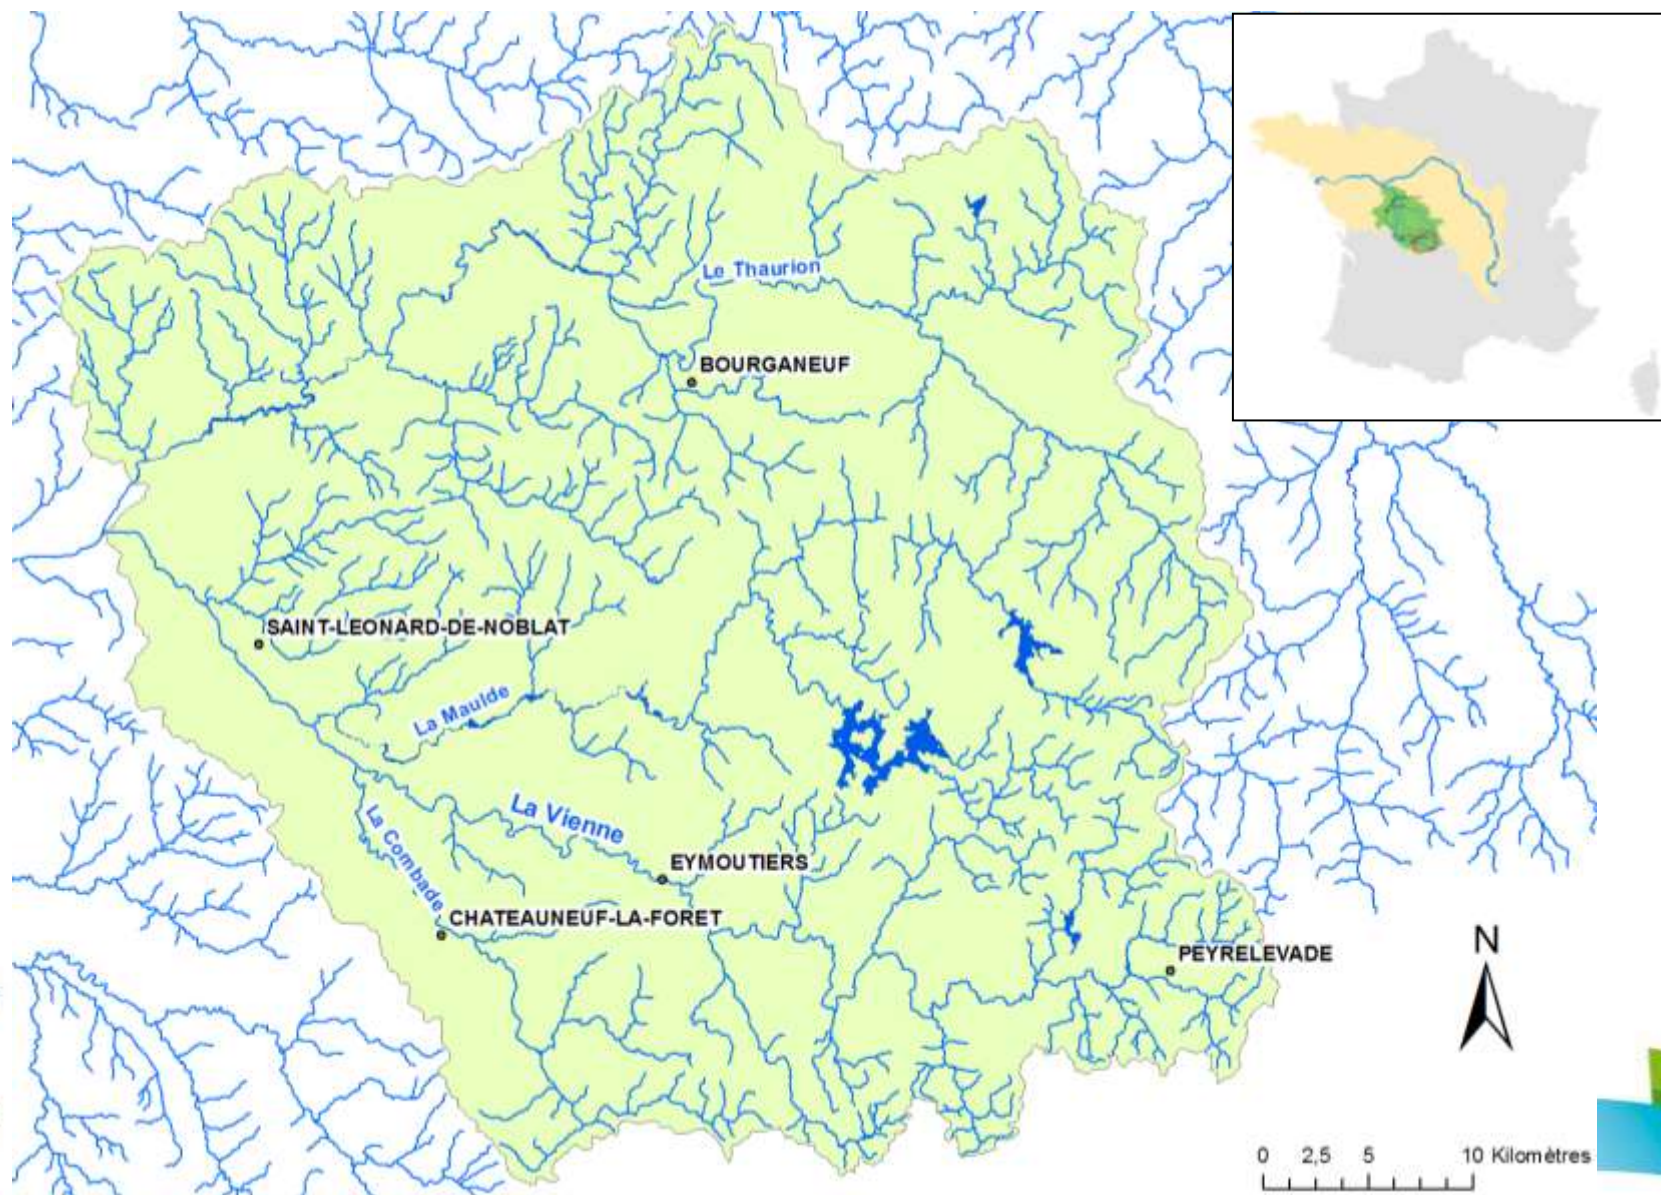 Le Thaurion
BOURGANEUF
SAINT-LEONARD-DE-NOBLAT
La Maulde
La Vienne
La Combade
EYMOUTIERS
CHATEAUNEUF-LA-FORET
PEYRELEVADE
N
0 2,5 5 10 Kilomètres